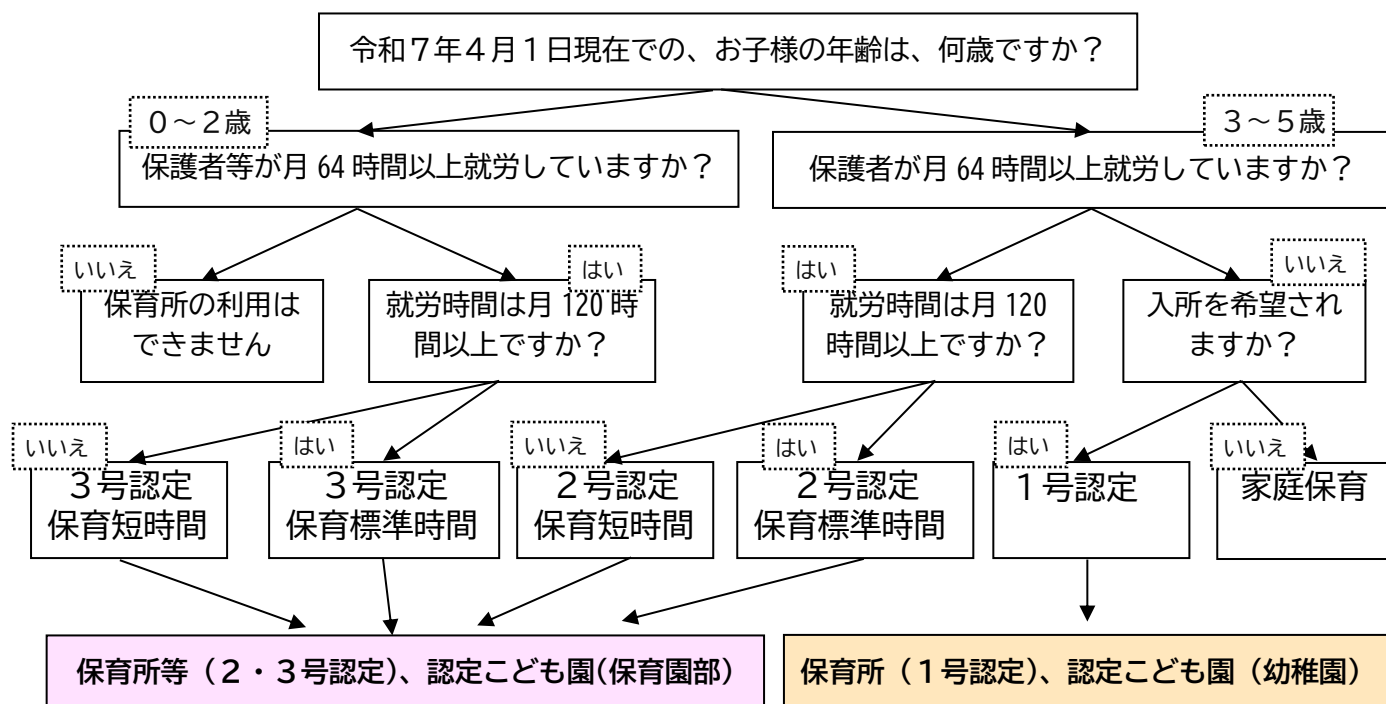 令和７年４月１日現在での、お子様の年齢は、何歳ですか？
０～２歳
３～５歳
保護者等が月 64 時間以上就労していますか？
保護者が月 64 時間以上就労していますか？
いいえ
はい
はい
いいえ
保育所の利用は
できません
就労時間は月 120 時
間以上ですか？
就労時間は月 120
時間以上ですか？
入所を希望され
ますか？
いいえ
はい
いいえ
はい
はい
いいえ
３号認定
保育短時間
３号認定
保育標準時間
２号認定
保育短時間
２号認定
保育標準時間
１号認定
家庭保育
保育所等（２・３号認定）、認定こども園(保育園部）
保育所（１号認定）、認定こども園（幼稚園）